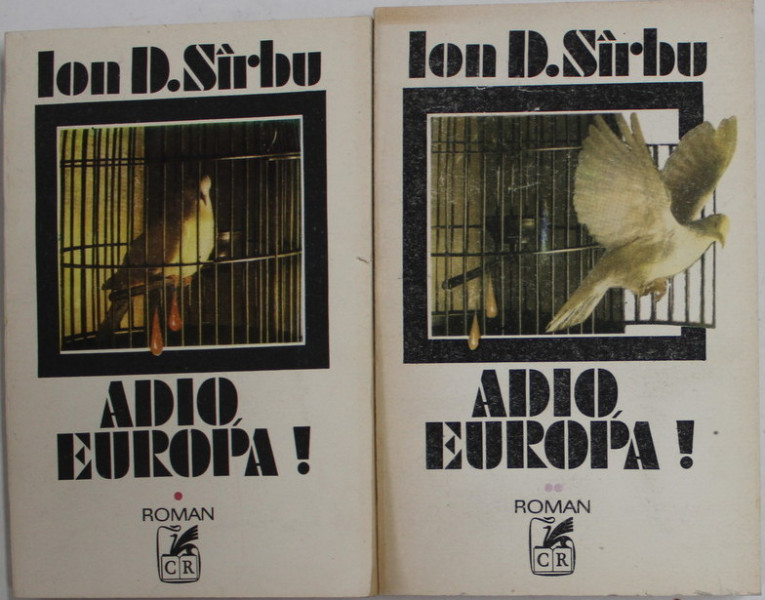 Ion D. Sîrbu
ADIO,
EUROPA !
ROMAN
CR
Ion D. Sîrbu
ADIO,
EUROPA !
ROMAN
CR